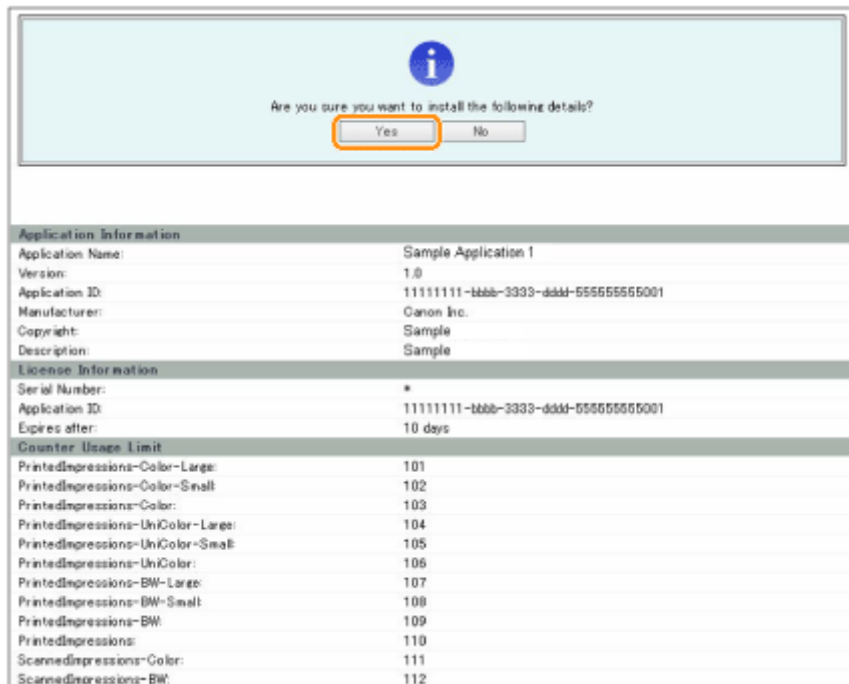 Are you sure you want to install the following details?
Yes No
Application Information
Application Name: Sample Application 1
Version: 1.0
Application ID: 11111111-bbbb-3333-dddd-555555555001
Manufacturer: Canon Inc.
Copyright: Sample
Description: Sample
License Information
Serial Number: *
Application ID: 11111111-bbbb-3333-dddd-555555555001
Expires after: 10 days
Counter Usage Limit
PrintedImpressions-Color-Large: 101
PrintedImpressions-Color-Small: 102
PrintedImpressions-Color: 103
PrintedImpressions-UniColor-Large: 104
PrintedImpressions-UniColor-Small: 105
PrintedImpressions-UniColor: 106
PrintedImpressions-BW-Large: 107
PrintedImpressions-BW-Small: 108
PrintedImpressions-BW: 109
PrintedImpressions: 110
ScannedImpressions-Color: 111
ScannedImpressions-BW: 112